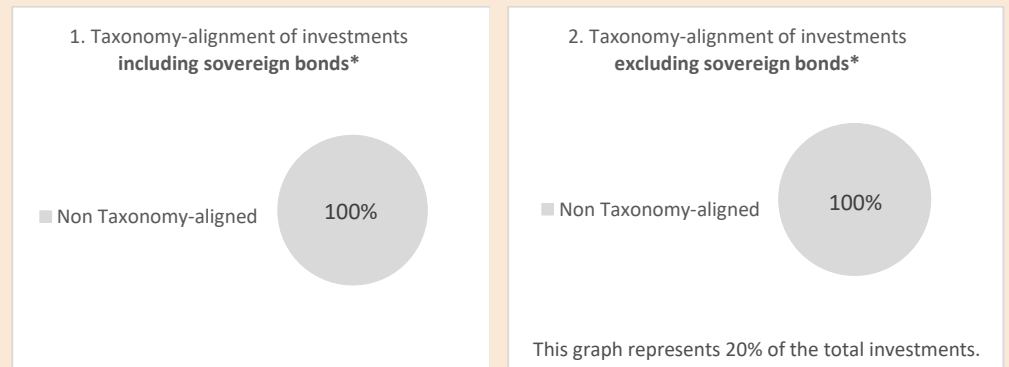 1. Taxonomy-alignment of investments
including sovereign bonds*
Non Taxonomy-aligned
100%
2. Taxonomy-alignment of investments
excluding sovereign bonds*
Non Taxonomy-aligned
100%
This graph represents 20% of the total investments.